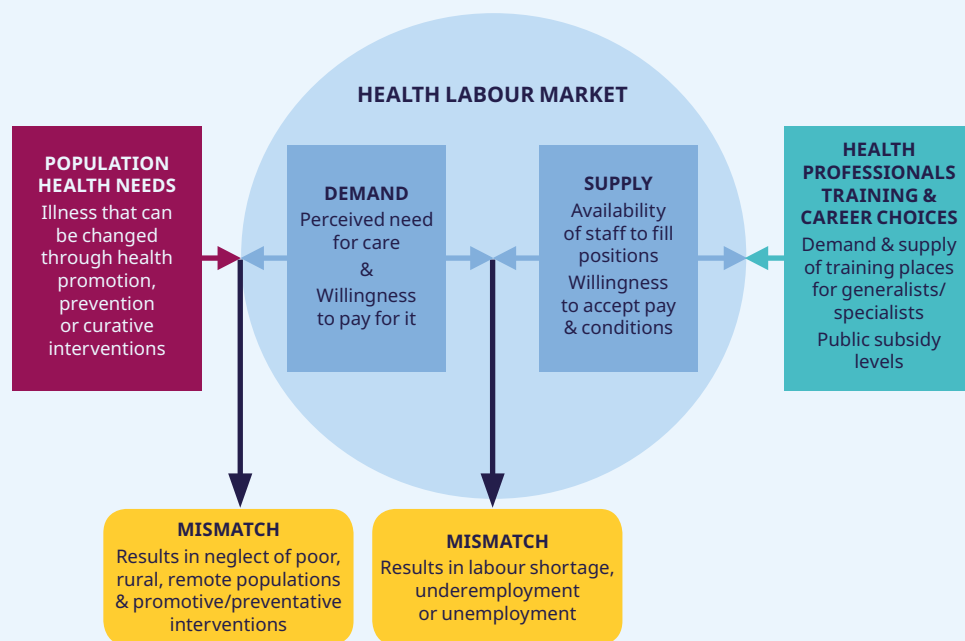 HEALTH LABOUR MARKET
POPULATION
HEALTH NEEDS
Illness that can
be changed
through health
promotion,
prevention
or curative
interventions
DEMAND
Perceived need
for care
&
Willingness
to pay for it
SUPPLY
Availability
of staff to fill
positions
Willingness
to accept pay
& conditions
HEALTH
PROFESSIONALS
TRAINING &
CAREER CHOICES
Demand & supply
of training places
for generalists/
specialists
Public subsidy
levels
MISMATCH
Results in neglect of poor,
rural, remote populations
& promotive/preventative
interventions
MISMATCH
Results in labour shortage,
underemployment
or unemployment